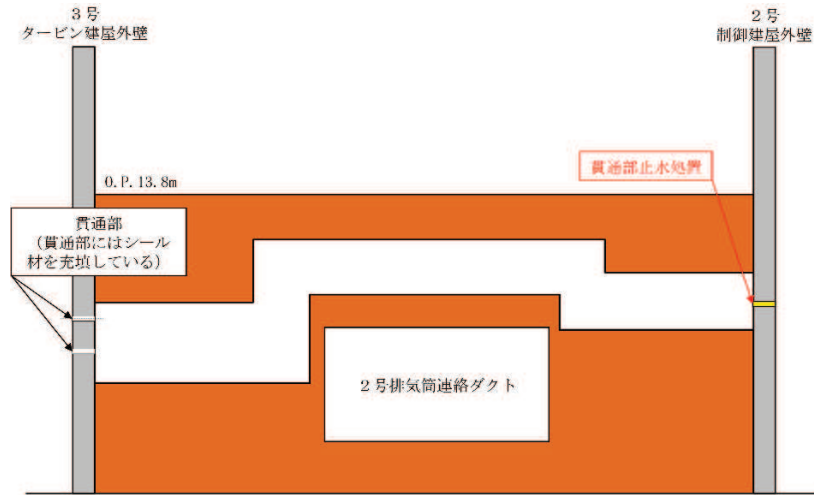 3号
タービン建屋外壁
2号
制御建屋外壁
貫通部止水処置
O.P.13.8m
貫通部
（貫通部にはシール
材を充填している）
2号排気筒連絡ダクト